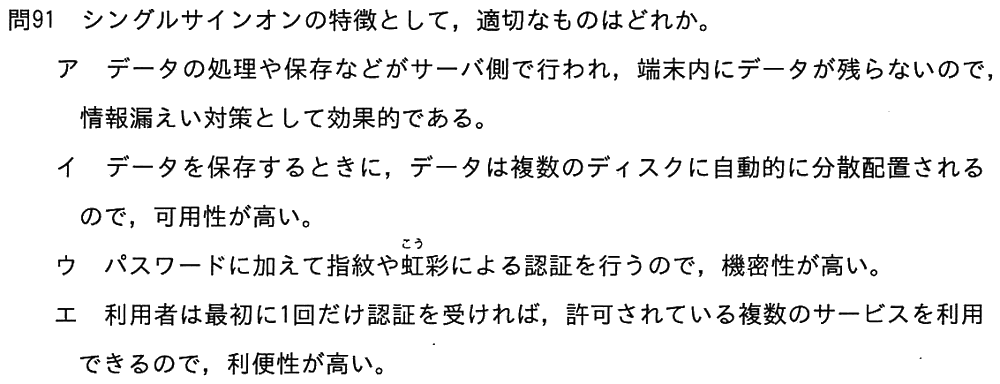 問91 シングルサインオンの特徴として，適切なものはどれか。
ア データの処理や保存などがサーバ側で行われ，端末内にデータが残らないので，
情報漏えい対策として効果的である。
イ データを保存するときに，データは複数のディスクに自動的に分散配置される
ので，可用性が高い。
こう
ウ パスワードに加えて指紋や虹彩による認証を行うので，機密性が高い。
エ 利用者は最初に1回だけ認証を受ければ，許可されている複数のサービスを利用
できるので，利便性が高い。